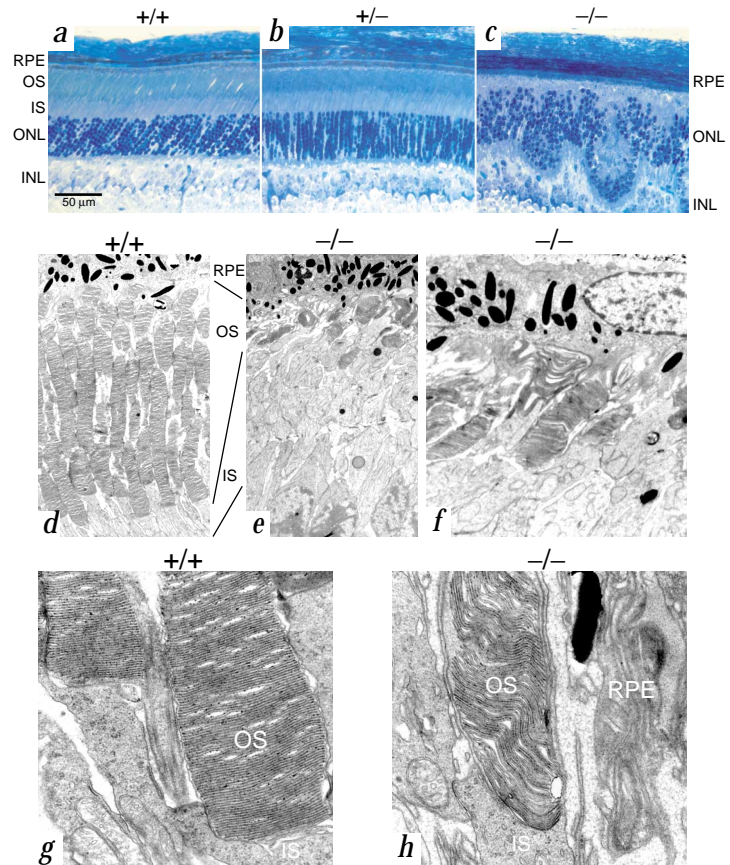 +/+ +/− −/−
a b c
RPE
OS
IS
ONL
INL
50 µm
RPE
ONL
INL
+/+ −/− −/−
RPE
OS
IS
d e f
+/+ −/−
OS
IS
g
OS
RPE
IS
h